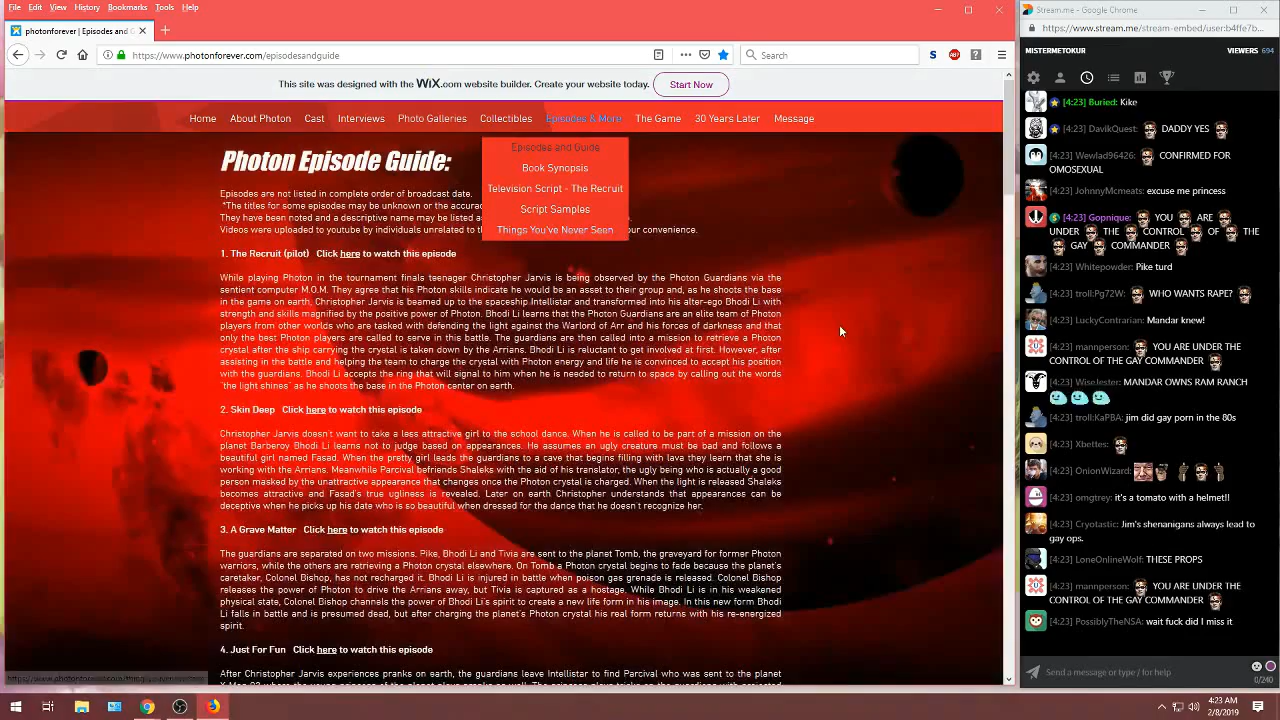 File Edit View History Bookmarks Tools Help
photonforever | Episodes and G
https://www.photonforever.com/episodesandguide
Search
This site was designed with the WiX.com website builder. Create your website today. Start Now
Home About Photon Cast Interviews Photo Galleries Collectibles Episodes & More The Game 30 Years Later Message
Episodes and Guide
Book Synopsis
Television Script - The Recruit
Script Samples
Things You've Never Seen
Photon Episode Guide:
Episodes are not listed in complete order of broadcast date.
*The titles for some episodes may be unknown or the accura
They have been noted and a descriptive name may be listed a
Videos were uploaded to youtube by individuals unrelated to t our convenience.
1. The Recruit (pilot) Click here to watch this episode
While playing Photon in the tournament finals teenager Christopher Jarvis is being observed by the Photon Guardians via the
sentient computer M.O.M. They agree that his Photon skills indicate he would be an asset to their group and, as he shoots the base
in the game on earth, Christopher Jarvis is beamed up to the spaceship Intellistar and transformed into his alter-ego Bhodi Li with
strength and skills magnified by the positive power of Photon. Bhodi Li learns that the Photon Guardians are an elite team of Photon
players from other worlds who are tasked with defending the light against the Warlord of Arr and his forces of darkness and that
only the best Photon players are called to serve in this battle. The guardians are then called into a mission to retrieve a Photon
crystal after the ship carrying the crystal is taken down by the Arrians. Bhodi Li is reluctant to get involved at first. However, after
assisting in the battle and helping the team to charge the crystal with Photon energy and life he is convinced to accept his position
with the guardians. Bhodi Li accepts the ring that will signal to him when he is needed to return to space by calling out the words
"the light shines" as he shoots the base in the Photon center on earth.
2. Skin Deep Click here to watch this episode
Christopher Jarvis doesn't want to take a less attractive girl to the school dance. When he is called to be part of a mission on the
planet Barberoy Bhodi Li learns not to judge based on appearances. He assumes an ugly creature must be bad and follows a
beautiful girl named Fasad. When the pretty girl leads the guardians to a cave that begins filling with lava they learn that she is
working with the Arrians. Meanwhile Parcival befriends Shaleks with the aid of his translator, the ugly being who is actually a good
person masked by the unattractive appearance that changes once the Photon crystal is charged. When the light is released Shaleks
becomes attractive and Fasad's true ugliness is revealed. Later on earth Christopher understands that appearances can be
deceptive when he picks up his date who is so beautiful when dressed for the dance that he doesn't recognize her.
3. A Grave Matter Click here to watch this episode
The guardians are separated on two missions. Pike, Bhodi Li and Tivia are sent to the planet Tomb, the graveyard for former Photon
warriors, while the others are retrieving a Photon crystal elsewhere. On Tomb a Photon crystal begins to fade because the planet's
caretaker, Colonel Bishop, has not recharged it. Bhodi Li is injured in battle when poison gas grenade is released. Colonel Bishop
releases the power of Photon to drive the Arrians away, but Tivia is captured as a hostage. While Bhodi Li is in his weakened
physical state, Colonel Bishop channels the power of Bhodi Li's spirit to create a new life form in his image. In this new form Bhodi
Li falls in battle and is presumed dead, but after charging the planet's Photon crystal his real form returns with his re-energized
spirit.
4. Just For Fun Click here to watch this episode
After Christopher Jarvis experiences pranks on earth, the guardians leave Intellistar to find Parcival who was sent to the planet
Stream.me - Google Chrome
https://www.stream.me/stream-embed/user:b4ffe7b...
MISTERMETOKUR VIEWERS 694
[4:23] Buried: Kike
[4:23] DavikQuest: DADDY YES
[4:23] Wewlad96426: CONFIRMED FOR
OMOSEXUAL
[4:23] JohnnyMcmeats: excuse me princess
[4:23] Gopnique: YOU ARE
UNDER THE CONTROL OF THE
GAY COMMANDER
[4:23] Whitepowder: Pike turd
[4:23] troll:Pg72W: WHO WANTS RAPE?
[4:23] LuckyContrarian: Mandar knew!
[4:23] mannperson: YOU ARE UNDER THE
CONTROL OF THE GAY COMMANDER
[4:23] WiseJester: MANDAR OWNS RAM RANCH
[4:23] troll:KaPBA: jim did gay porn in the 80s
[4:23] Xbettes:
[4:23] OnionWizard:
[4:23] omgtrey: it's a tomato with a helmet!!
[4:23] Cryotastic: Jim's shenanigans always lead to
gay ops.
[4:23] LoneOnlineWolf: THESE PROPS
[4:23] mannperson: YOU ARE UNDER THE
CONTROL OF THE GAY COMMANDER
[4:23] PossiblyTheNSA: wait fuck did I miss it
Send a message or type / for help
0/240
4:23 AM
2/8/2019